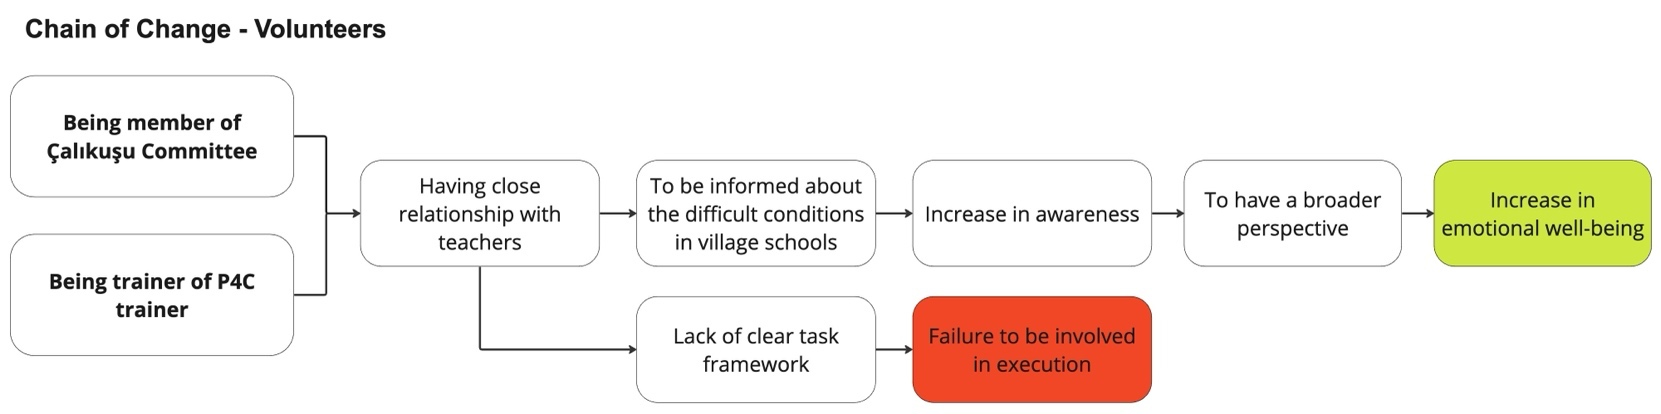 Chain of Change - Volunteers
Being member of
Çalıkuşu Committee
Being trainer of P4C
trainer
Having close
relationship with
teachers
To be informed about
the difficult conditions
in village schools
Increase in awareness
To have a broader
perspective
Increase in
emotional well-being
Lack of clear task
framework
Failure to be involved
in execution